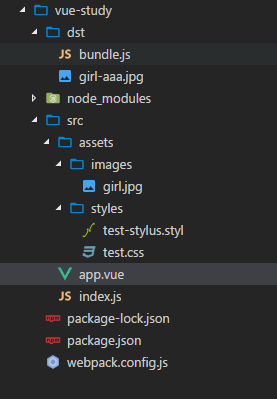 vue-study
dst
JS bundle.js
girl-aaa.jpg
node_modules
src
assets
images
girl.jpg
styles
test-stylus.styl
test.css
app.vue
JS index.js
package-lock.json
package.json
webpack.config.js